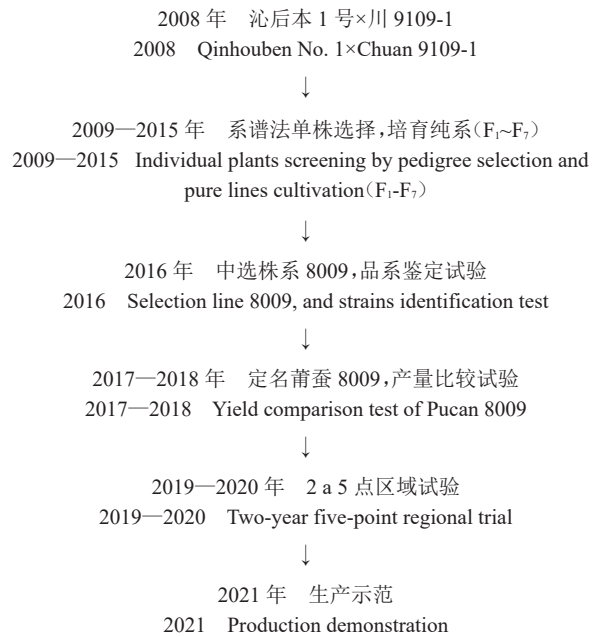 2008 年 沁后本 1 号×川 9109-1
2008 Qinhouben No. 1×Chuan 9109-1
↓
2009—2015 年 系谱法单株选择,培育纯系(F₁~F₇)
2009—2015 Individual plants screening by pedigree selection and
pure lines cultivation(F₁-F₇)
↓
2016 年 中选株系 8009,品系鉴定试验
2016 Selection line 8009, and strains identification test
↓
2017—2018 年 定名莆蚕 8009,产量比较试验
2017—2018 Yield comparison test of Pucan 8009
↓
2019—2020 年 2 a 5 点区域试验
2019—2020 Two-year five-point regional trial
↓
2021 年 生产示范
2021 Production demonstration